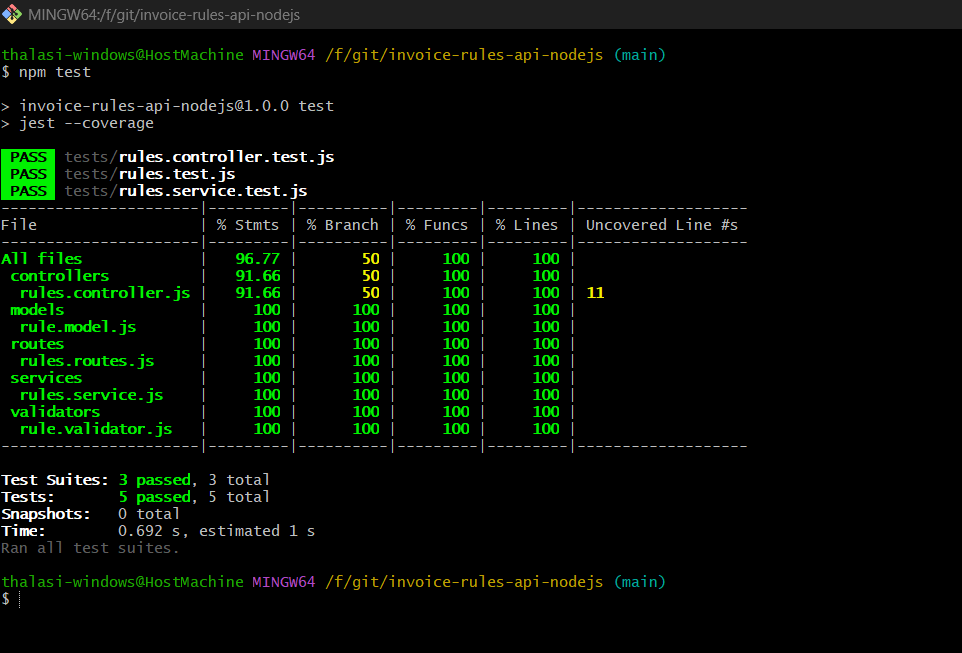 MINGW64:/f/git/invoice-rules-api-nodejs
thalasi-windows@HostMachine MINGW64 /f/git/invoice-rules-api-nodejs (main)
$ npm test
> invoice-rules-api-nodejs@1.0.0 test
> jest --coverage
PASS tests/rules.controller.test.js
PASS tests/rules.test.js
PASS tests/rules.service.test.js
----------------------|---------|----------|---------|---------|-------------------
File                  | % Stmts | % Branch | % Funcs | % Lines | Uncovered Line #s
----------------------|---------|----------|---------|---------|-------------------
All files             |   96.77 |       50 |     100 |     100 |
 controllers          |   91.66 |       50 |     100 |     100 |
  rules.controller.js |   91.66 |       50 |     100 |     100 | 11
 models               |     100 |      100 |     100 |     100 |
  rule.model.js       |     100 |      100 |     100 |     100 |
 routes               |     100 |      100 |     100 |     100 |
  rules.routes.js     |     100 |      100 |     100 |     100 |
 services             |     100 |      100 |     100 |     100 |
  rules.service.js    |     100 |      100 |     100 |     100 |
 validators           |     100 |      100 |     100 |     100 |
  rule.validator.js   |     100 |      100 |     100 |     100 |
----------------------|---------|----------|---------|---------|-------------------
Test Suites: 3 passed, 3 total
Tests:       5 passed, 5 total
Snapshots:   0 total
Time:        0.692 s, estimated 1 s
Ran all test suites.
thalasi-windows@HostMachine MINGW64 /f/git/invoice-rules-api-nodejs (main)
$